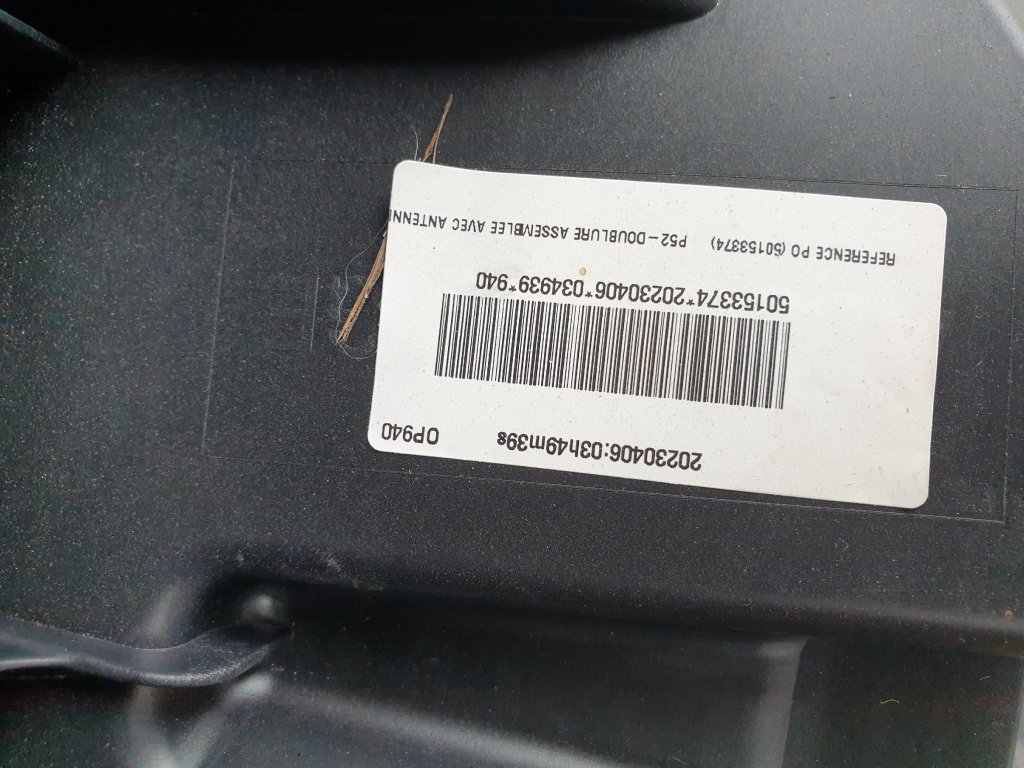 20230406:03h49m39s OP940
50153374*20230406*034939*940
REFERENCE PO (50153374) P52-DOUBLURE ASSEMBLEE AVEC ANTENN